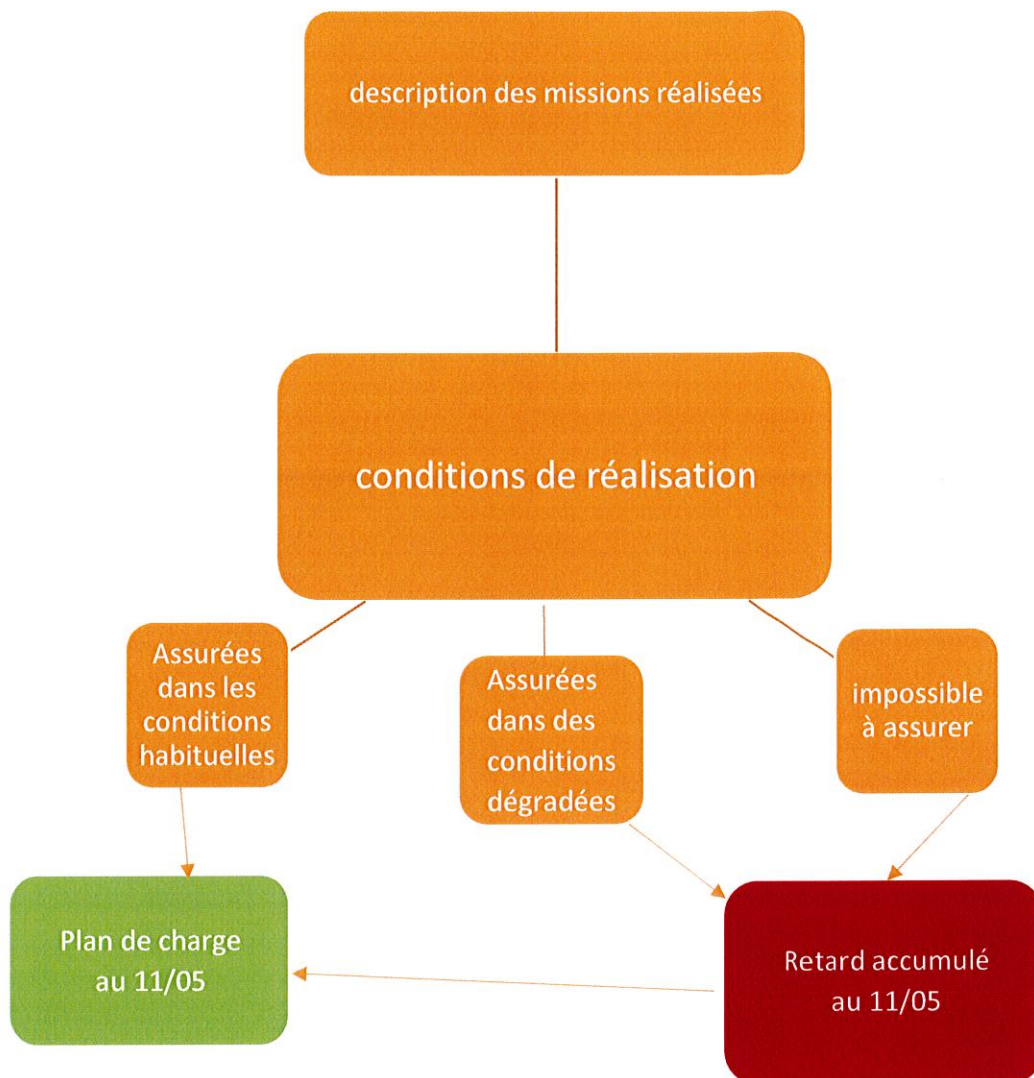 description des missions réalisées
conditions de réalisation
Assurées
dans les
conditions
habituelles
Assurées
dans des
conditions
dégradées
impossible
à assurer
Plan de charge
au 11/05
Retard accumulé
au 11/05